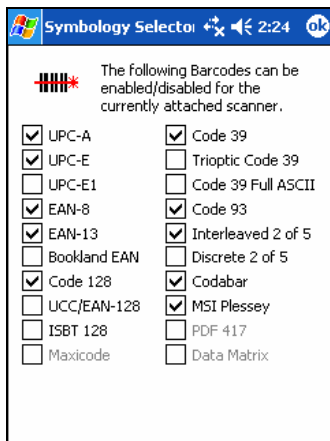 Symbology Selector 2:24 ok
The following Barcodes can be
enabled/disabled for the
currently attached scanner.
UPC-A
UPC-E
UPC-E1
EAN-8
EAN-13
Bookland EAN
Code 128
UCC/EAN-128
ISBT 128
Maxicode
Code 39
Trioptic Code 39
Code 39 Full ASCII
Code 93
Interleaved 2 of 5
Discrete 2 of 5
Codabar
MSI Plessey
PDF 417
Data Matrix